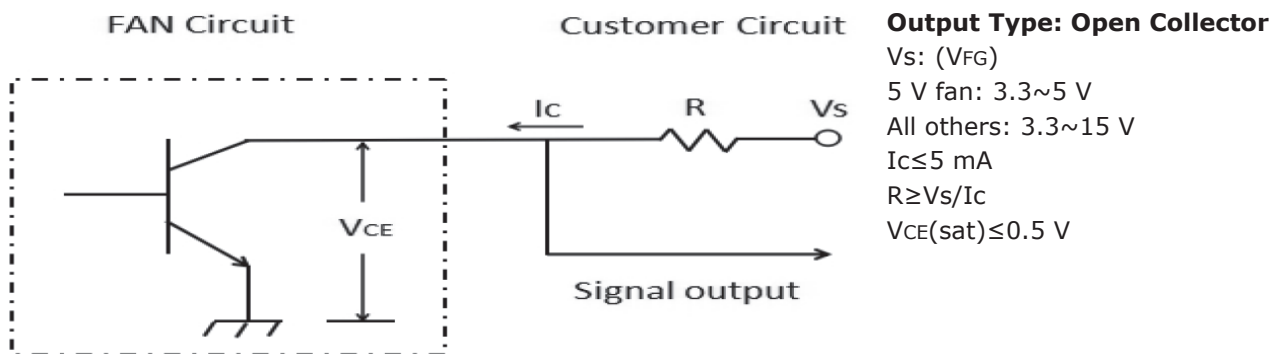 FAN Circuit
Customer Circuit
Ic
R
Vs
VCE
Signal output
Output Type: Open Collector
Vs: (VFG)
5 V fan: 3.3~5 V
All others: 3.3~15 V
Ic≤5 mA
R≥Vs/Ic
VCE(sat)≤0.5 V